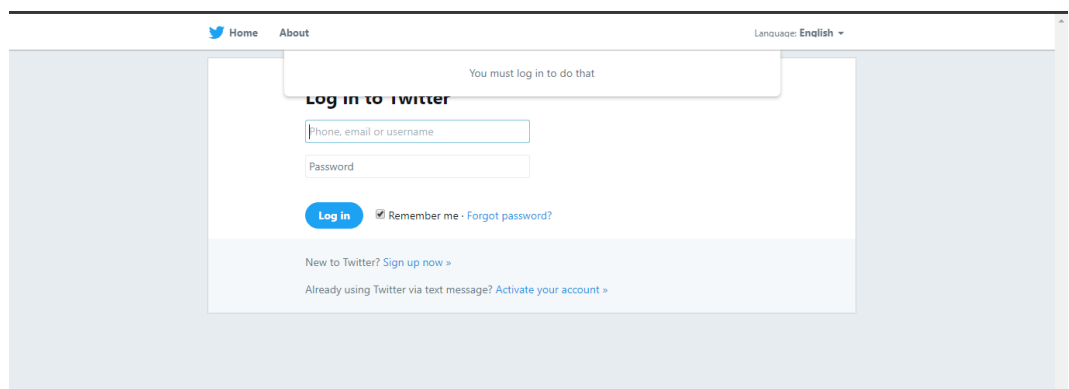 Home About Language: English
You must log in to do that
Log in to Twitter
Phone, email or username
Password
Log in Remember me · Forgot password?
New to Twitter? Sign up now »
Already using Twitter via text message? Activate your account »